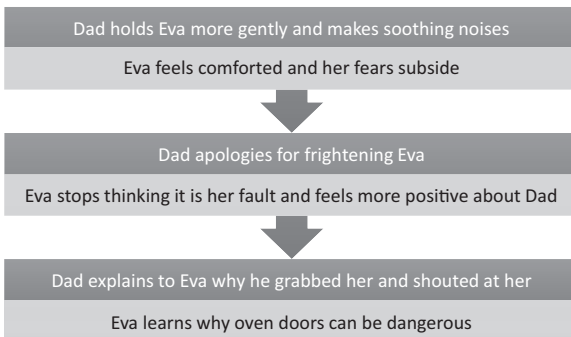 Dad holds Eva more gently and makes soothing noises
Eva feels comforted and her fears subside
Dad apologies for frightening Eva
Eva stops thinking it is her fault and feels more positive about Dad
Dad explains to Eva why he grabbed her and shouted at her
Eva learns why oven doors can be dangerous